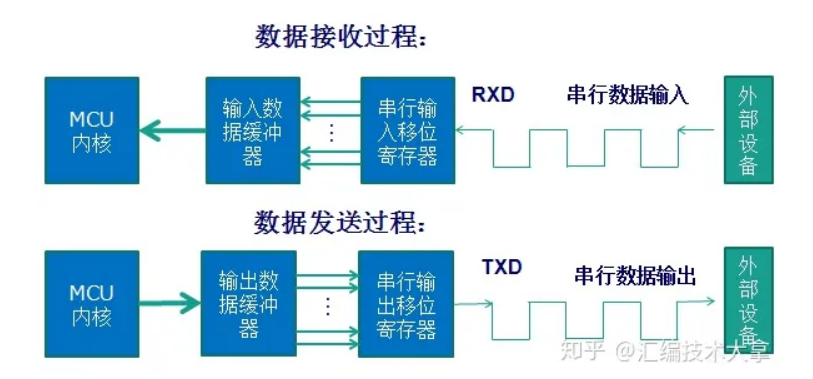 数据接收过程：
MCU
内核
输入数
据缓冲
器
串行输
入移位
寄存器
RXD
串行数据输入
外
部
设
备
数据发送过程：
MCU
内核
输出数
据缓冲
器
串行输
出移位
寄存器
TXD
串行数据输出
外
部
设
备
知乎 @汇编技术大拿